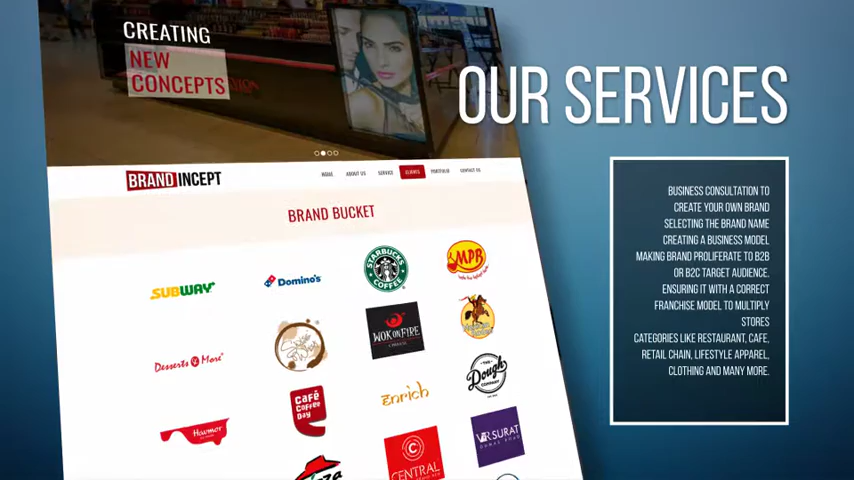 CREATING
NEW
CONCEPTS
OUR SERVICES
BRAND INCEPT
HOME ABOUT US SERVICE CLIENTS PORTFOLIO CONTACT US
BRAND BUCKET
SUBWAY
Domino's
STARBUCKS COFFEE
MPB
WOK ON FIRE
Desserts & More
café Coffee Day
enrich
THE Dough COMPANY
Havmor
CENTRAL
VR SURAT
BUSINESS CONSULTATION TO
CREATE YOUR OWN BRAND
SELECTING THE BRAND NAME
CREATING A BUSINESS MODEL
MAKING BRAND PROLIFERATE TO B2B
OR B2C TARGET AUDIENCE.
ENSURING IT WITH A CORRECT
FRANCHISE MODEL TO MULTIPLY
STORES
CATEGORIES LIKE RESTAURANT, CAFE,
RETAIL CHAIN, LIFESTYLE APPAREL,
CLOTHING AND MANY MORE.